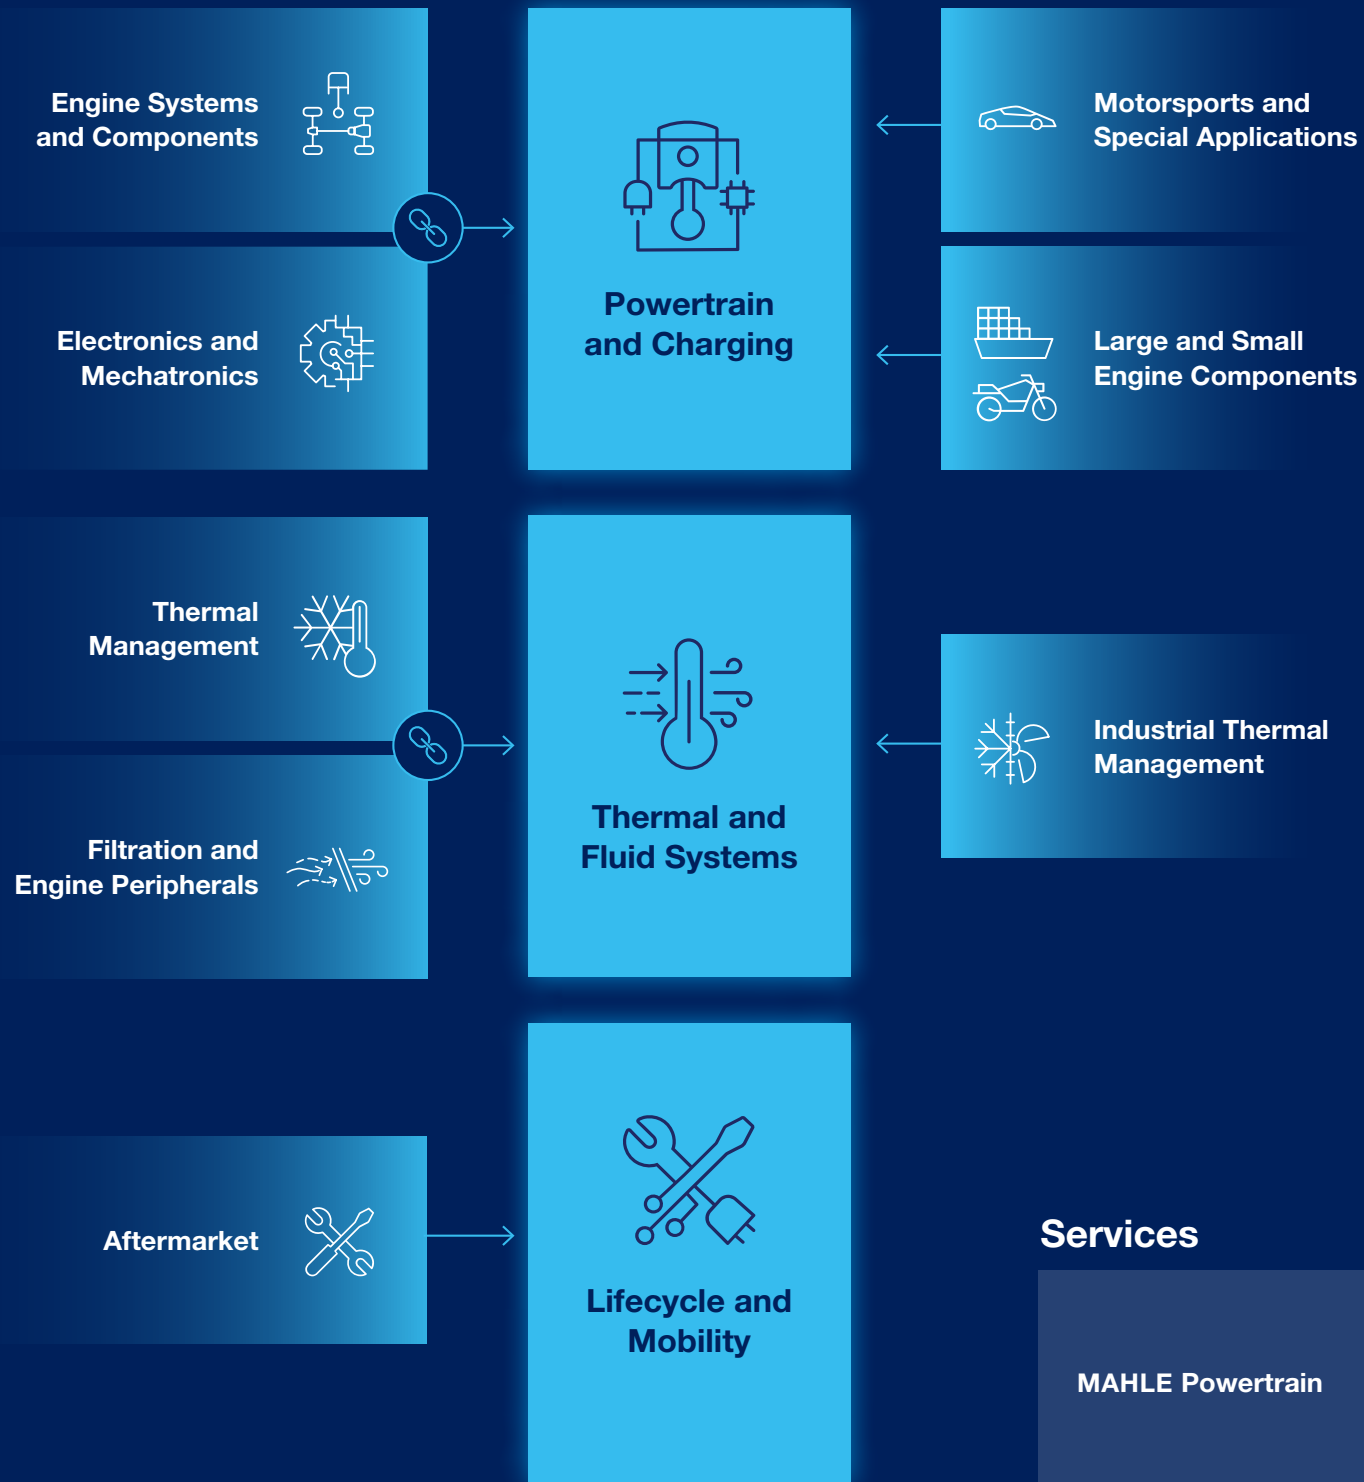 Engine Systems
and Components
Electronics and
Mechatronics
Powertrain
and Charging
Motorsports and
Special Applications
Large and Small
Engine Components
Thermal
Management
Filtration and
Engine Peripherals
Thermal and
Fluid Systems
Industrial Thermal
Management
Aftermarket
Lifecycle and
Mobility
Services
MAHLE Powertrain